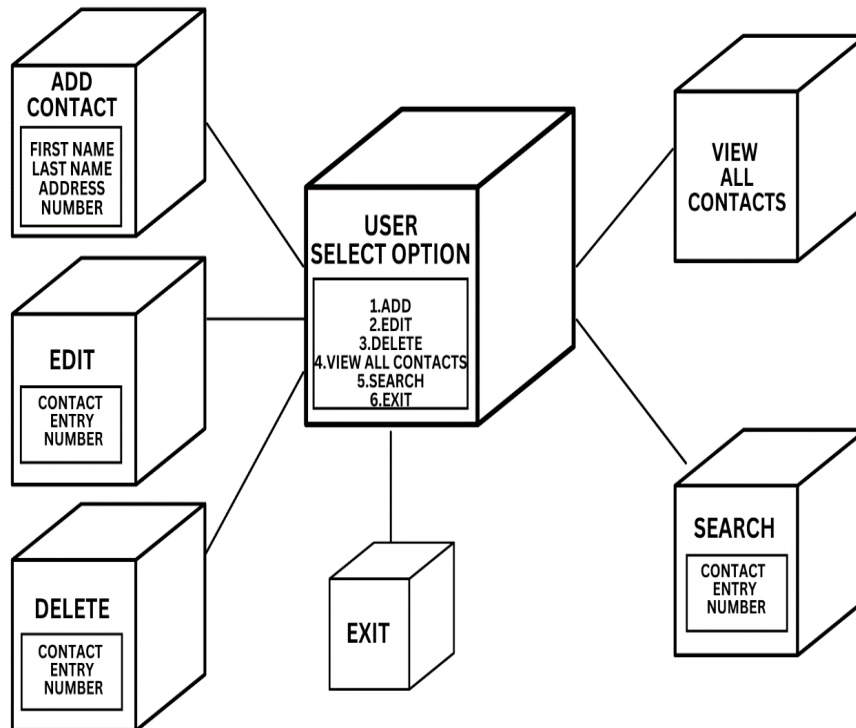 ADD
CONTACT
FIRST NAME
LAST NAME
ADDRESS
NUMBER
EDIT
CONTACT
ENTRY
NUMBER
DELETE
CONTACT
ENTRY
NUMBER
USER
SELECT OPTION
1.ADD
2.EDIT
3.DELETE
4.VIEW ALL CONTACTS
5.SEARCH
6.EXIT
EXIT
VIEW
ALL
CONTACTS
SEARCH
CONTACT
ENTRY
NUMBER